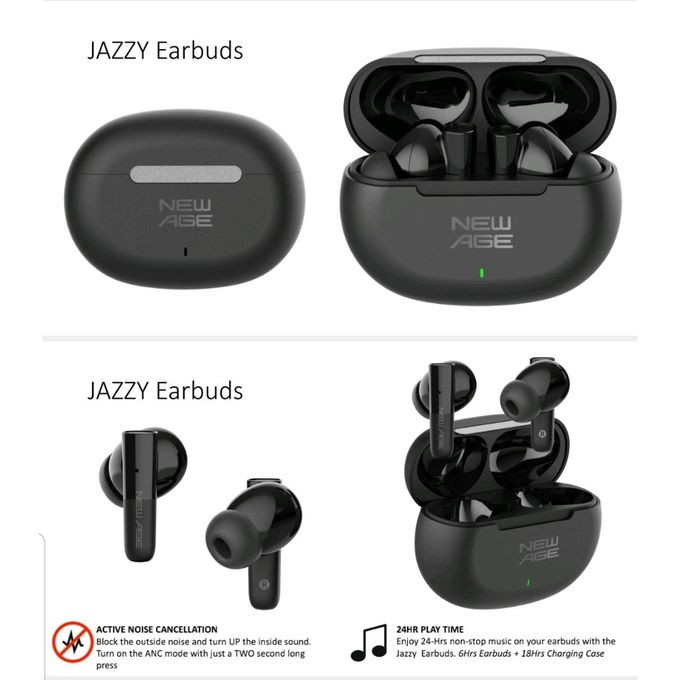 JAZZY Earbuds
NEW
AGE
NEW
AGE
JAZZY Earbuds
NEW AGE
R
NEW AGE
R
NEW
AGE
ACTIVE NOISE CANCELLATION
Block the outside noise and turn UP the inside sound.
Turn on the ANC mode with just a TWO second long
press
24HR PLAY TIME
Enjoy 24-Hrs non-stop music on your earbuds with the
Jazzy Earbuds. 6Hrs Earbuds + 18Hrs Charging Case